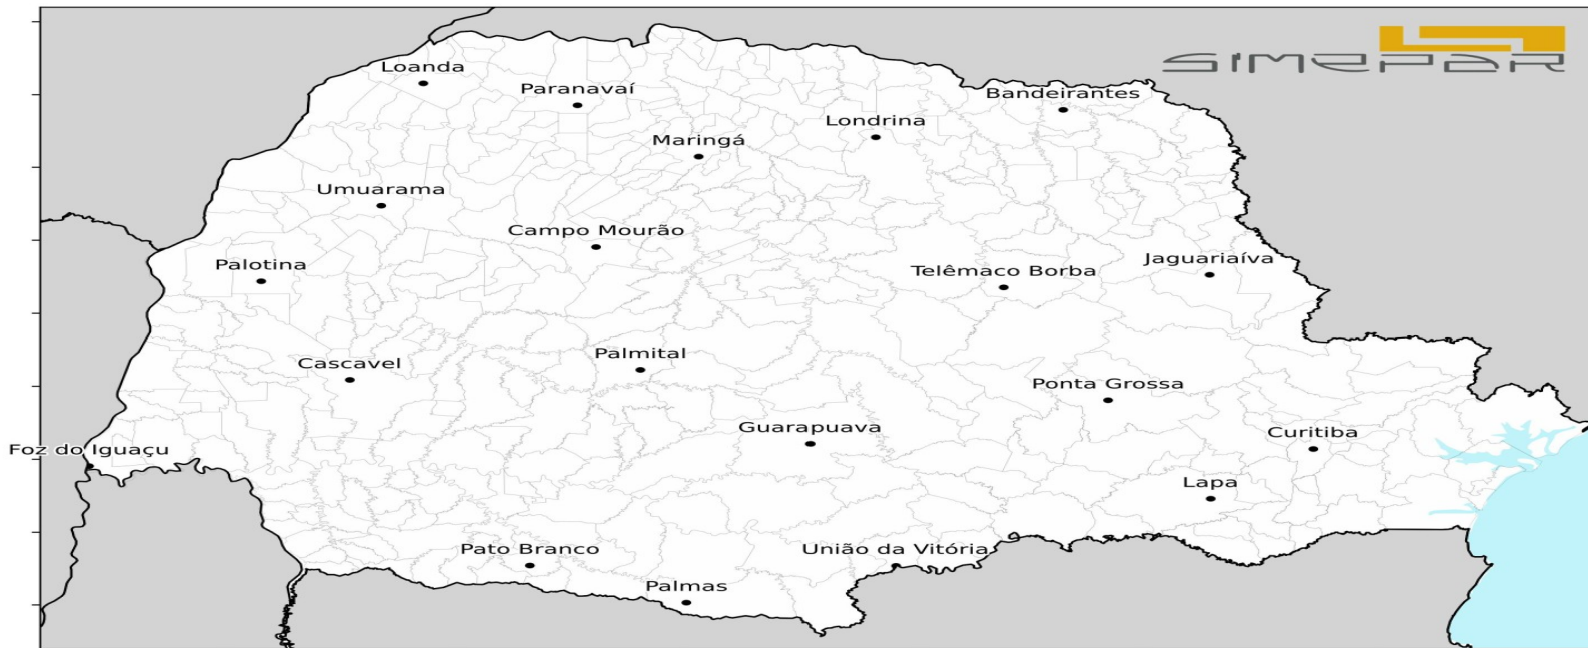 SIMEPAR
Loanda
Paranavaí
Bandeirantes
Londrina
Maringá
Umuarama
Campo Mourão
Jaguariaíva
Palotina
Telêmaco Borba
Palmital
Cascavel
Ponta Grossa
Guarapuava
Curitiba
Foz do Iguaçu
Lapa
Pato Branco
União da Vitória
Palmas